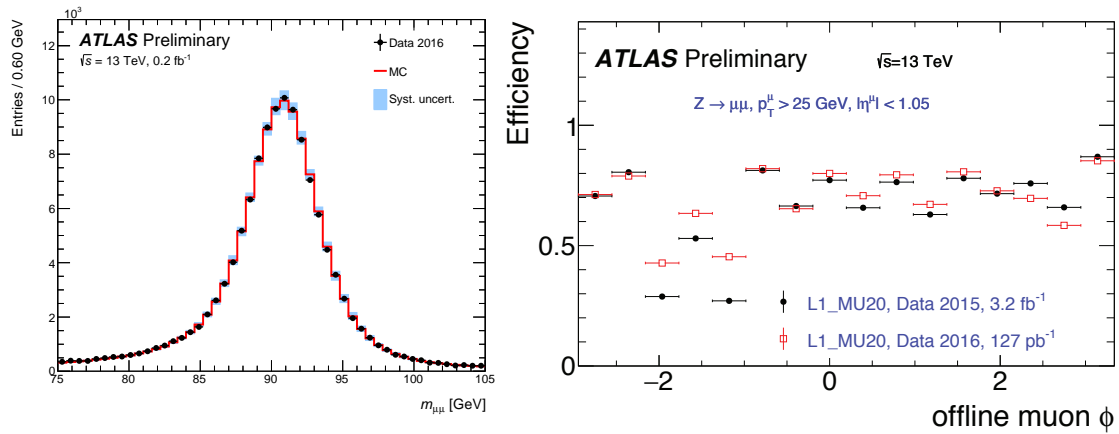 ×10³
12
10
8
6
4
2
0
Entries / 0.60 GeV
ATLAS Preliminary
√s = 13 TeV, 0.2 fb⁻¹
Data 2016
MC
Syst. uncert.
75 80 85 90 95 100 105
m_μμ [GeV]
Efficiency
1
0.5
0
ATLAS Preliminary √s=13 TeV
Z → μμ, p_T^μ > 25 GeV, |η^μ| < 1.05
L1_MU20, Data 2015, 3.2 fb⁻¹
L1_MU20, Data 2016, 127 pb⁻¹
−2 0 2
offline muon ϕ